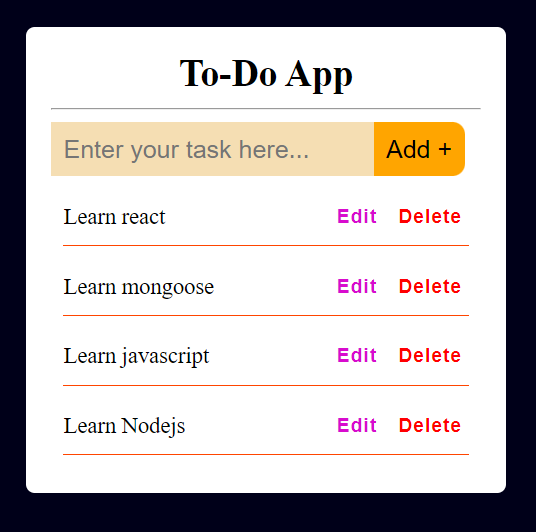 To-Do App
Enter your task here... Add +
Learn react Edit Delete
Learn mongoose Edit Delete
Learn javascript Edit Delete
Learn Nodejs Edit Delete